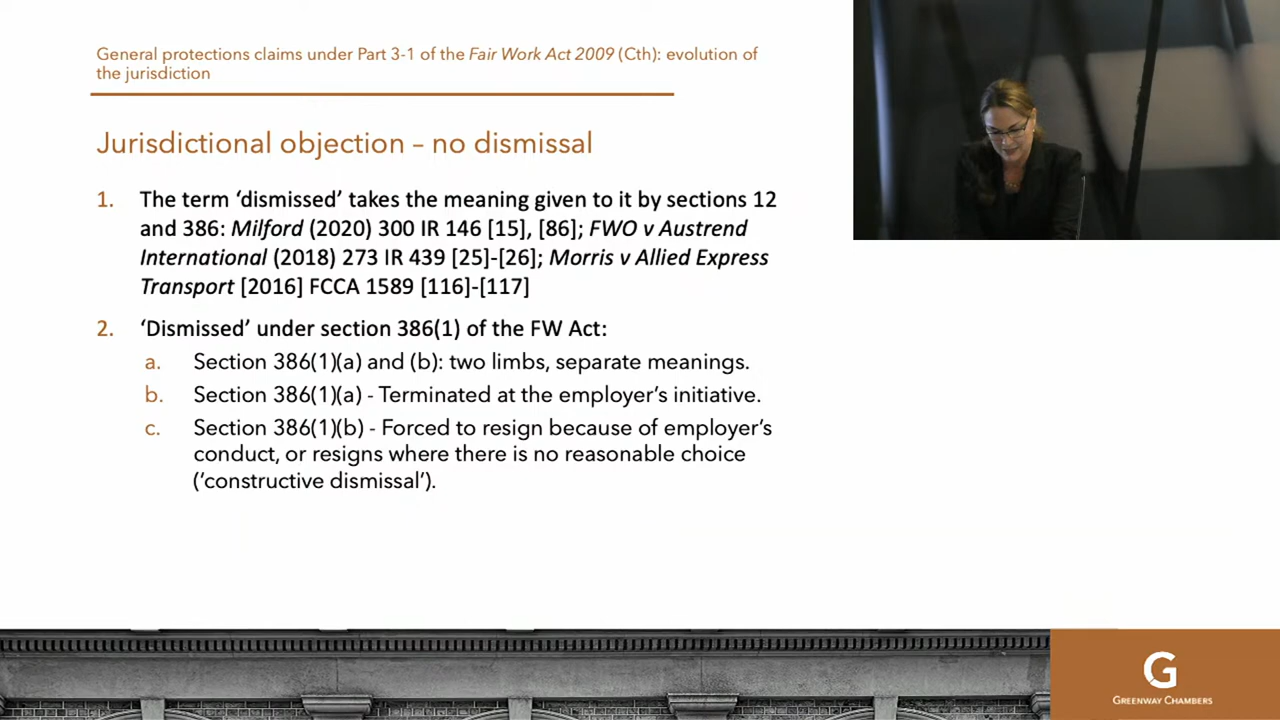 General protections claims under Part 3-1 of the Fair Work Act 2009 (Cth): evolution of
the jurisdiction
Jurisdictional objection – no dismissal
1. The term ‘dismissed’ takes the meaning given to it by sections 12
and 386: Milford (2020) 300 IR 146 [15], [86]; FWO v Austrend
International (2018) 273 IR 439 [25]-[26]; Morris v Allied Express
Transport [2016] FCCA 1589 [116]-[117]
2. ‘Dismissed’ under section 386(1) of the FW Act:
a. Section 386(1)(a) and (b): two limbs, separate meanings.
b. Section 386(1)(a) - Terminated at the employer’s initiative.
c. Section 386(1)(b) - Forced to resign because of employer’s
conduct, or resigns where there is no reasonable choice
(‘constructive dismissal’).
G
GREENWAY CHAMBERS